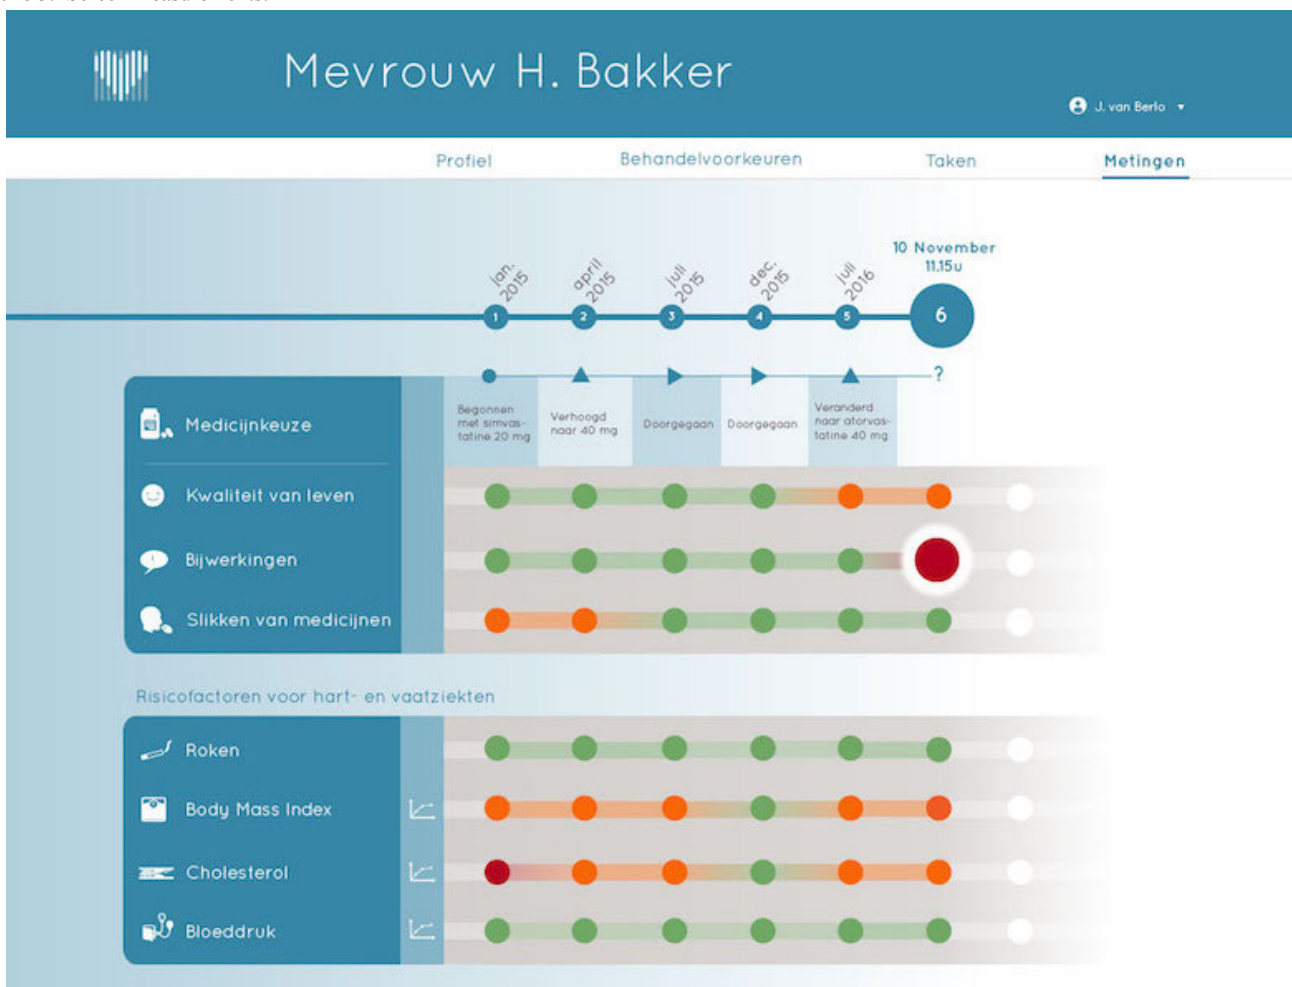 Mevrouw H. Bakker
J. van Berlo
Profiel
Behandelvoorkeuren
Taken
Metingen
jan.
2015
april
2015
juli
2015
dec.
2015
juli
2016
10 November
11.15u
1
2
3
4
5
6
?
Medicijnkeuze
Begonnen
met simvas-
tatine 20 mg
Verhoogd
naar 40 mg
Doorgegaan
Doorgegaan
Veranderd
naar atorvas-
tatine 40 mg
Kwaliteit van leven
Bijwerkingen
Slikken van medicijnen
Risicofactoren voor hart- en vaatziekten
Roken
Body Mass Index
Cholesterol
Bloeddruk